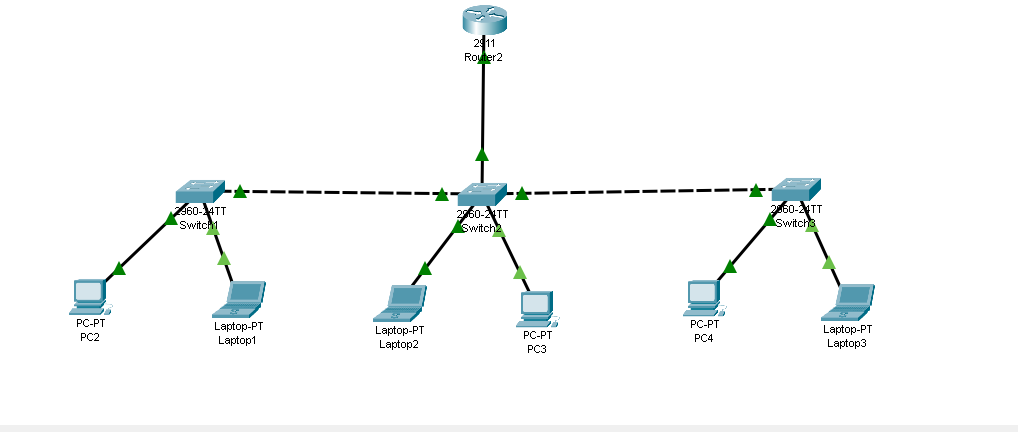 2911
Router2
2960-24TT
Switch1
2960-24TT
Switch2
2960-24TT
Switch3
PC-PT
PC2
Laptop-PT
Laptop1
Laptop-PT
Laptop2
PC-PT
PC3
PC-PT
PC4
Laptop-PT
Laptop3